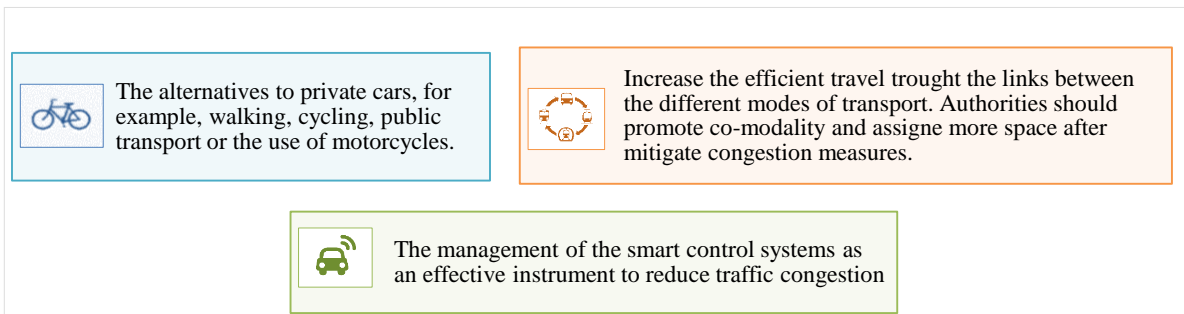 The alternatives to private cars, for
example, walking, cycling, public
transport or the use of motorcycles.
Increase the efficient travel trought the links between
the different modes of transport. Authorities should
promote co-modality and assigne more space after
mitigate congestion measures.
The management of the smart control systems as
an effective instrument to reduce traffic congestion